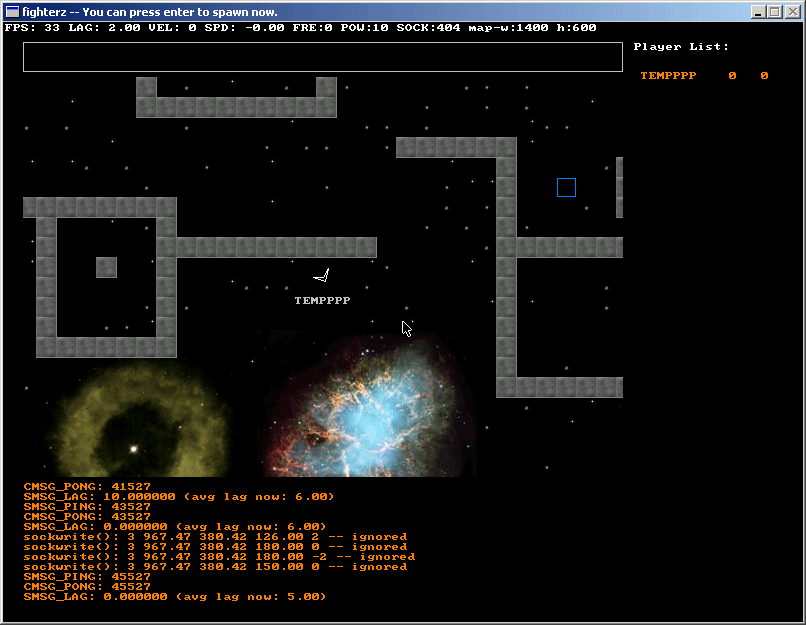 fighterz -- You can press enter to spawn now.
FPS: 33 LAG: 2.00 VEL: 0 SPD: -0.00 FRE:0 POW:10 SOCK:404 map-w:1400 h:600
Player List:
TEMPPPP 0 0
TEMPPPP
CMSG_PONG: 41527
SMSG_LAG: 10.000000 (avg lag now: 6.00)
SMSG_PING: 43527
CMSG_PONG: 43527
SMSG_LAG: 0.000000 (avg lag now: 6.00)
sockwrite(): 3 967.47 380.42 126.00 2 -- ignored
sockwrite(): 3 967.47 380.42 180.00 0 -- ignored
sockwrite(): 3 967.47 380.42 180.00 -2 -- ignored
sockwrite(): 3 967.47 380.42 150.00 0 -- ignored
SMSG_PING: 45527
CMSG_PONG: 45527
SMSG_LAG: 0.000000 (avg lag now: 5.00)